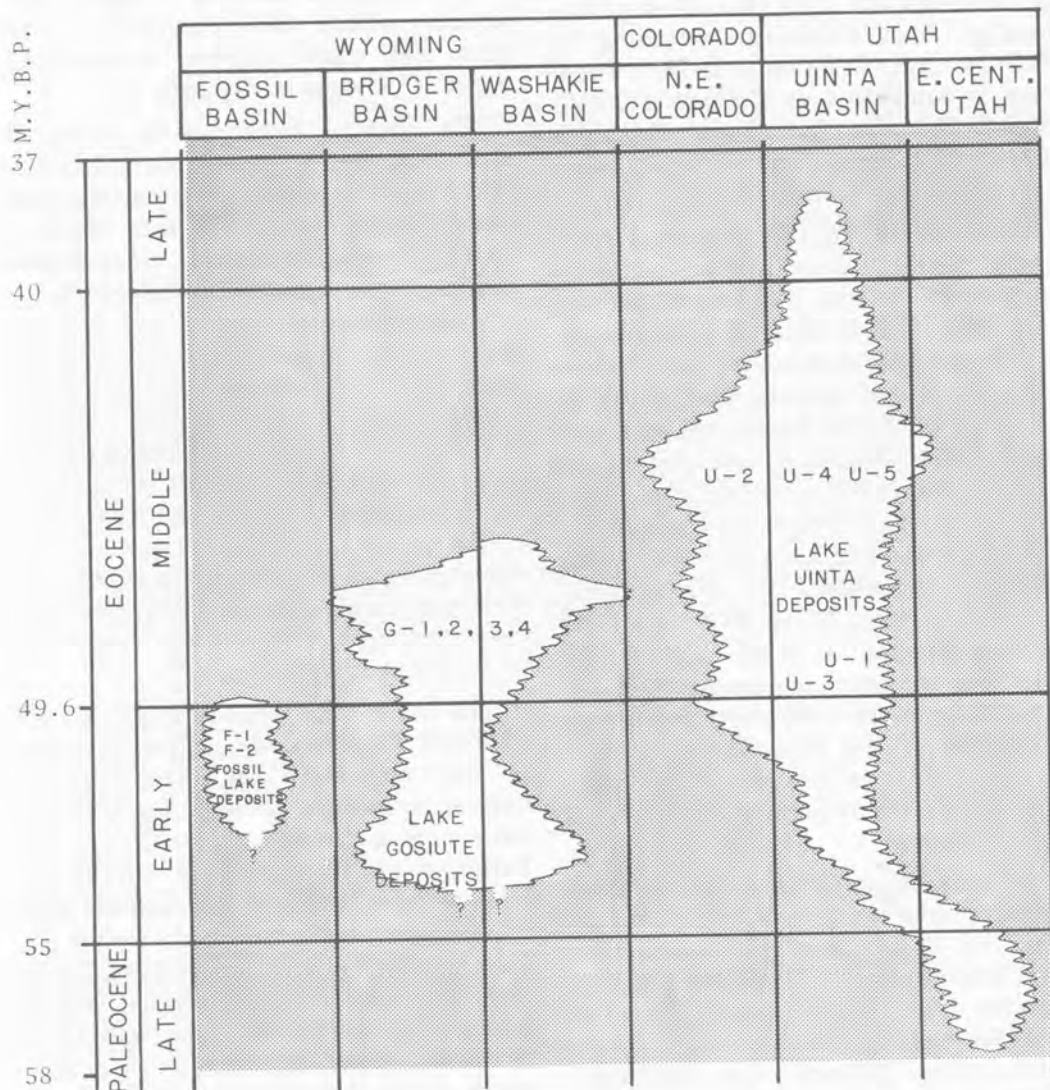 M.Y.B.P.
WYOMING
COLORADO
UTAH
FOSSIL BASIN
BRIDGER BASIN
WASHAKIE BASIN
N.E. COLORADO
UINTA BASIN
E. CENT. UTAH
37
LATE
40
EOCENE
MIDDLE
U-2 U-4 U-5
LAKE
UINTA
DEPOSITS
G-1,2,3,4
U-1
U-3
49.6
EARLY
F-1
F-2
FOSSIL
LAKE
DEPOSITS
?
LAKE
GOSIUTE
DEPOSITS
? ?
55
PALEOCENE
LATE
58